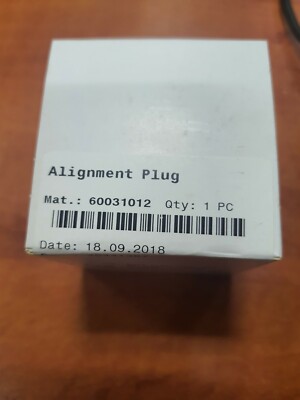 Alignment Plug
Mat.: 60031012 Qty: 1 PC
Date: 18.09.2018